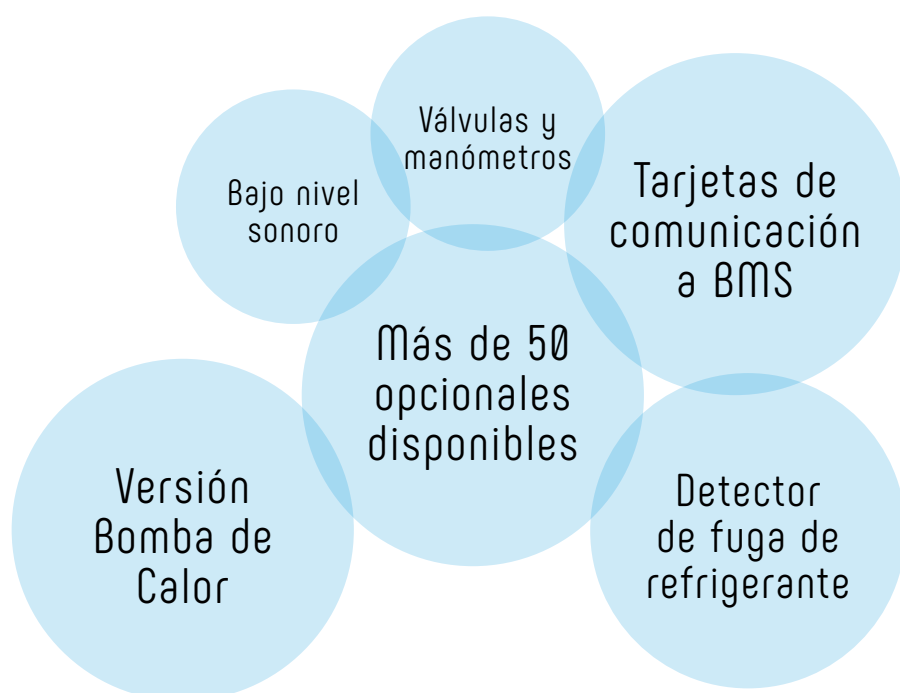 Válvulas y
manómetros
Bajo nivel
sonoro
Tarjetas de
comunicación
a BMS
Más de 50
opcionales
disponibles
Versión
Bomba de
Calor
Detector
de fuga de
refrigerante